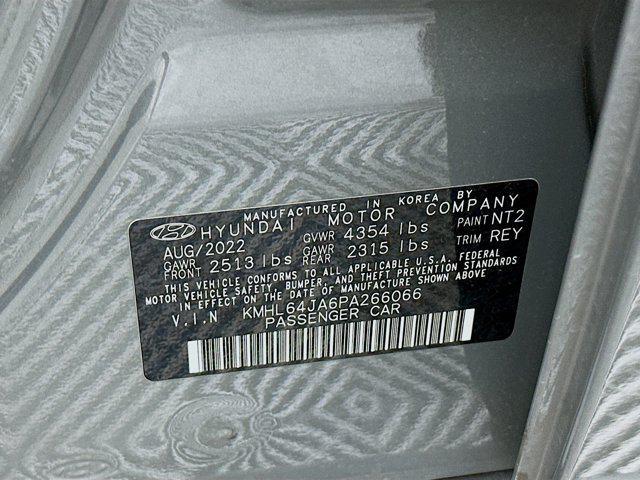 MANUFACTURED IN KOREA BY
HYUNDAI MOTOR COMPANY
AUG/2022 GVWR 4354 lbs PAINT NT2
GAWR FRONT 2513 lbs GAWR REAR 2315 lbs TRIM REY
THIS VEHICLE CONFORMS TO ALL APPLICABLE U.S.A. FEDERAL
MOTOR VEHICLE SAFETY, BUMPER, AND THEFT PREVENTION STANDARDS
IN EFFECT ON THE DATE OF MANUFACTURE SHOWN ABOVE
V.I.N KMHL64JA6PA266066
PASSENGER CAR